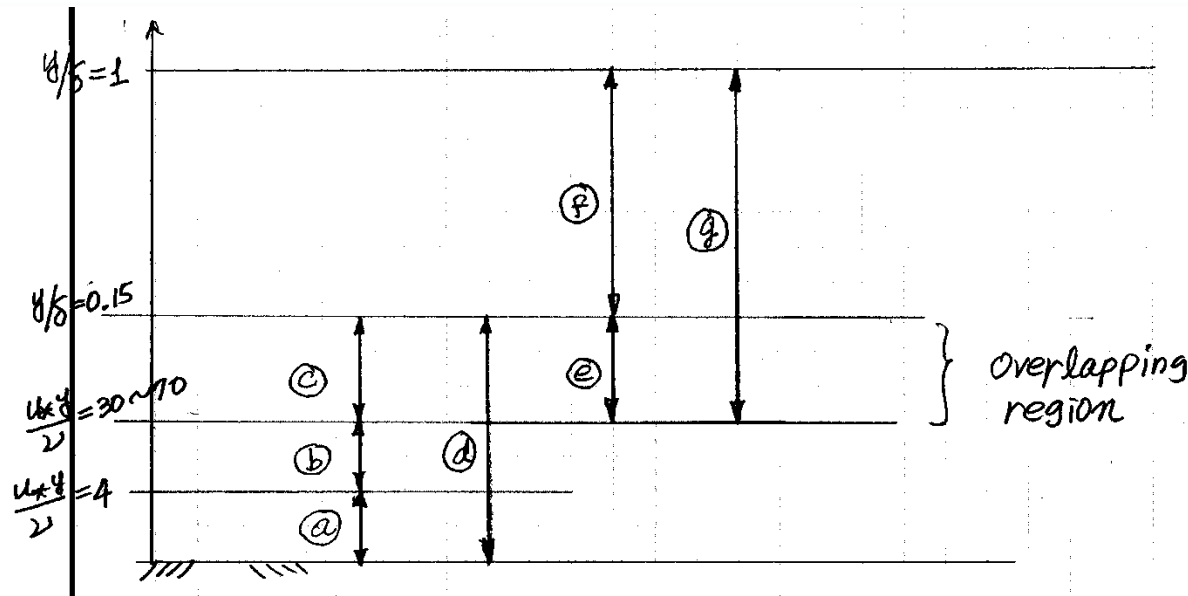 y/δ=1
ⓕ
ⓖ
y/δ=0.15
ⓒ
ⓔ
Overlapping
region
u*y/ν=30~70
ⓑ
ⓓ
u*y/ν=4
ⓐ